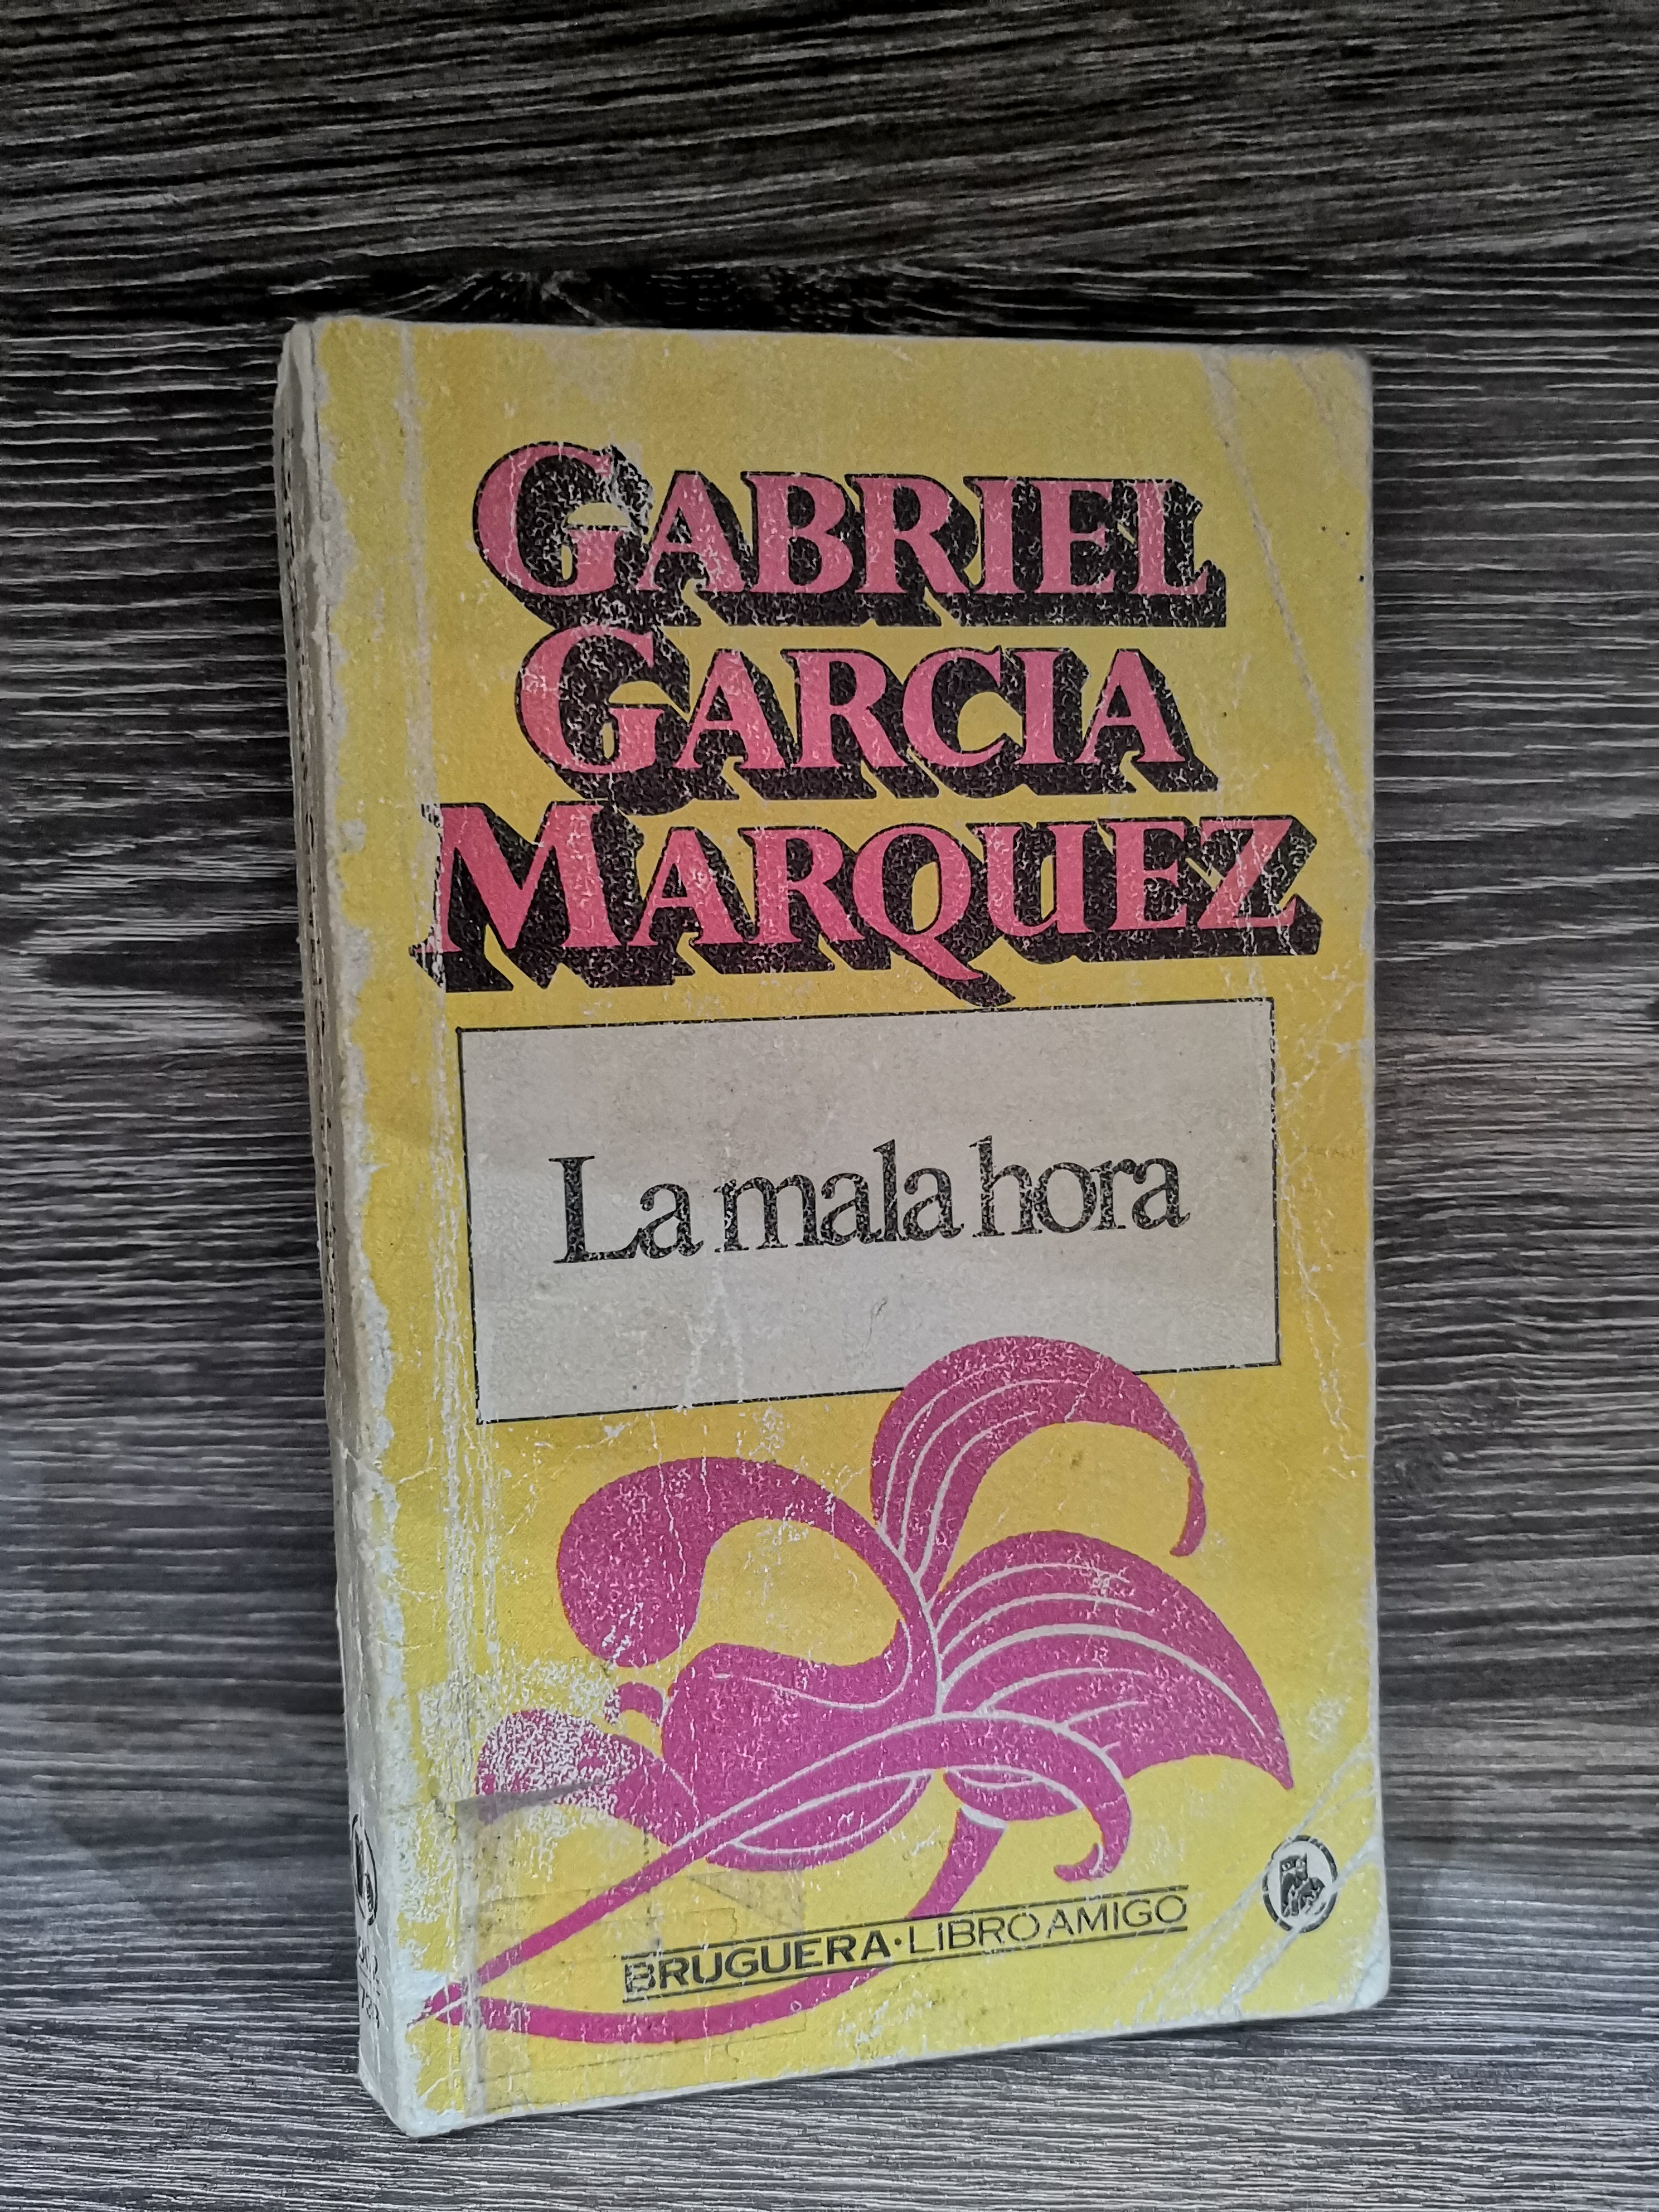 GABRIEL
GARCIA
MARQUEZ
La mala hora
BRUGUERA·LIBRO AMIGO